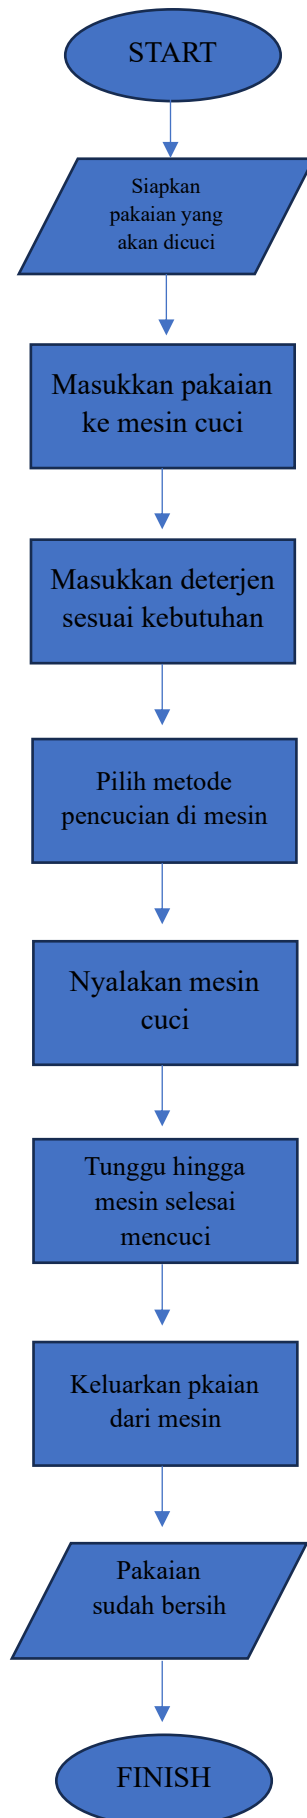 START
Siapkan
pakaian yang
akan dicuci
Masukkan pakaian
ke mesin cuci
Masukkan deterjen
sesuai kebutuhan
Pilih metode
pencucian di mesin
Nyalakan mesin
cuci
Tunggu hingga
mesin selesai
mencuci
Keluarkan pkaian
dari mesin
Pakaian
sudah bersih
FINISH